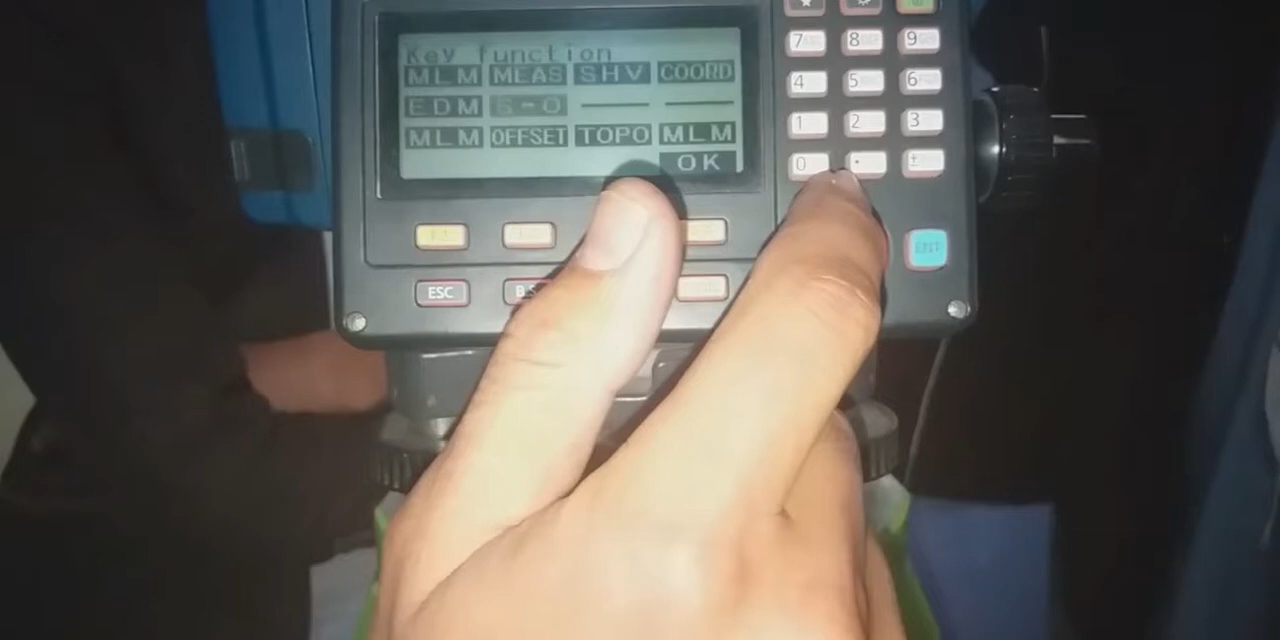 Key function
MLM MEAS SHV COORD
EDM S-O
MLM OFFSET TOPO MLM
OK
7 8 9
4 5 6
1 2 3
0 .
ENT
ESC B.S